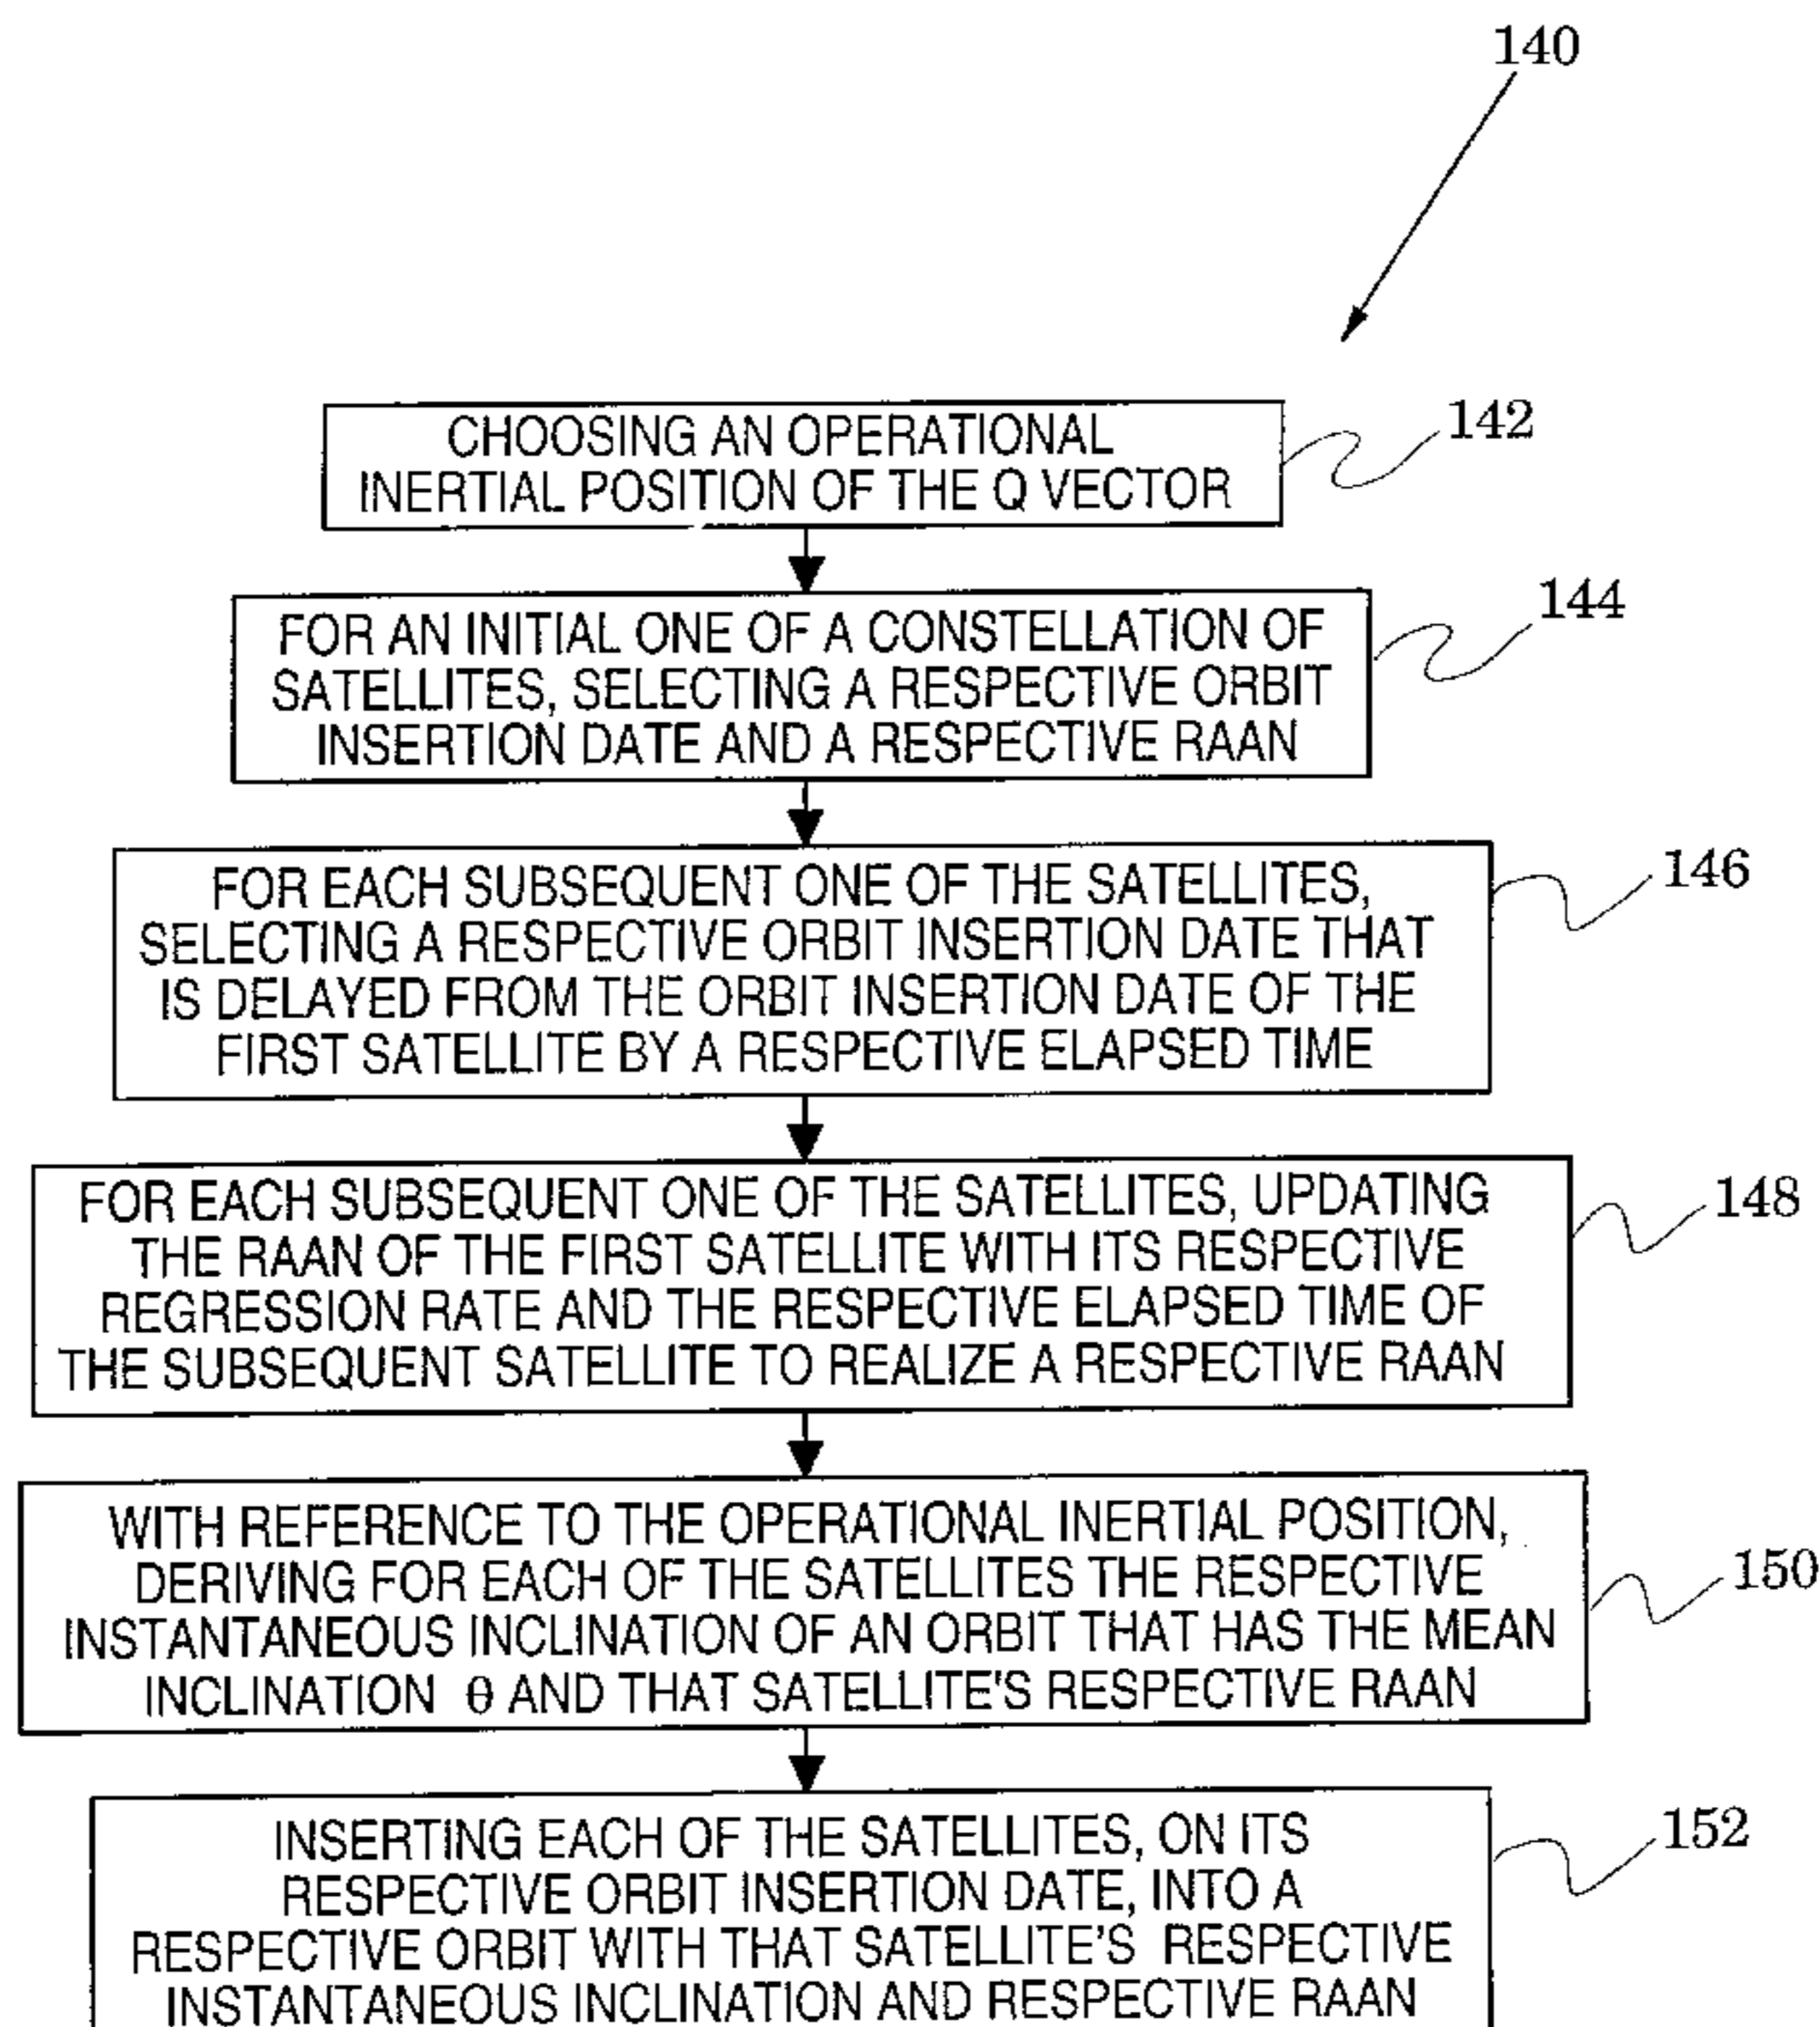 140
CHOOSING AN OPERATIONAL
INERTIAL POSITION OF THE Q VECTOR
142
FOR AN INITIAL ONE OF A CONSTELLATION OF
SATELLITES, SELECTING A RESPECTIVE ORBIT
INSERTION DATE AND A RESPECTIVE RAAN
144
FOR EACH SUBSEQUENT ONE OF THE SATELLITES,
SELECTING A RESPECTIVE ORBIT INSERTION DATE THAT
IS DELAYED FROM THE ORBIT INSERTION DATE OF THE
FIRST SATELLITE BY A RESPECTIVE ELAPSED TIME
146
FOR EACH SUBSEQUENT ONE OF THE SATELLITES, UPDATING
THE RAAN OF THE FIRST SATELLITE WITH ITS RESPECTIVE
REGRESSION RATE AND THE RESPECTIVE ELAPSED TIME OF
THE SUBSEQUENT SATELLITE TO REALIZE A RESPECTIVE RAAN
148
WITH REFERENCE TO THE OPERATIONAL INERTIAL POSITION,
DERIVING FOR EACH OF THE SATELLITES THE RESPECTIVE
INSTANTANEOUS INCLINATION OF AN ORBIT THAT HAS THE MEAN
INCLINATION θ AND THAT SATELLITE'S RESPECTIVE RAAN
150
INSERTING EACH OF THE SATELLITES, ON ITS
RESPECTIVE ORBIT INSERTION DATE, INTO A
RESPECTIVE ORBIT WITH THAT SATELLITE'S RESPECTIVE
INSTANTANEOUS INCLINATION AND RESPECTIVE RAAN
152